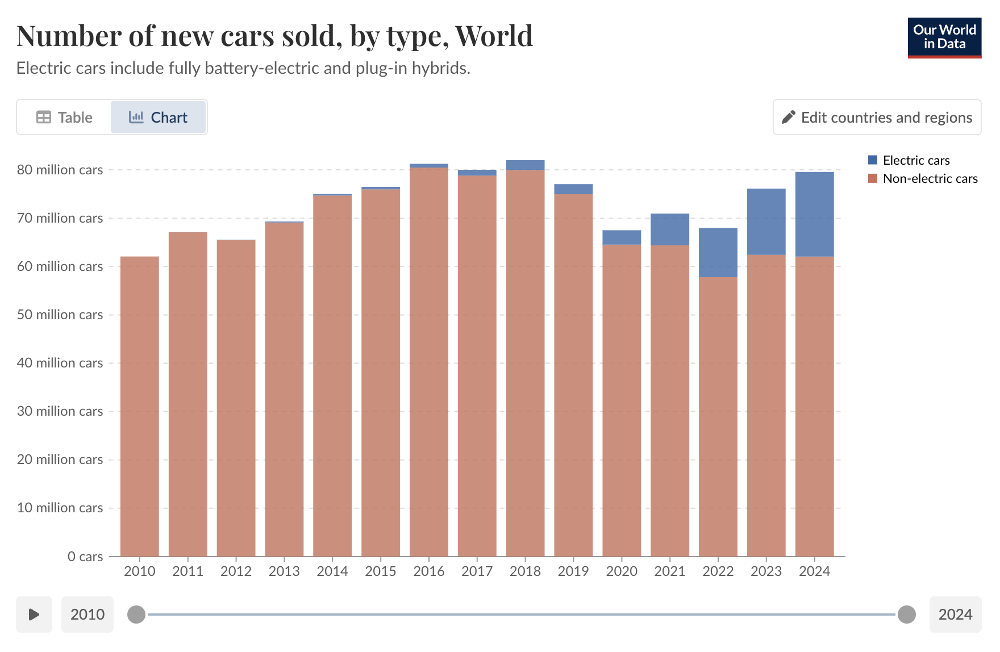 Number of new cars sold, by type, World
Electric cars include fully battery-electric and plug-in hybrids.
Our World
in Data
Table
Chart
Edit countries and regions
Electric cars
Non-electric cars
80 million cars
70 million cars
60 million cars
50 million cars
40 million cars
30 million cars
20 million cars
10 million cars
0 cars
2010 2011 2012 2013 2014 2015 2016 2017 2018 2019 2020 2021 2022 2023 2024
2010
2024